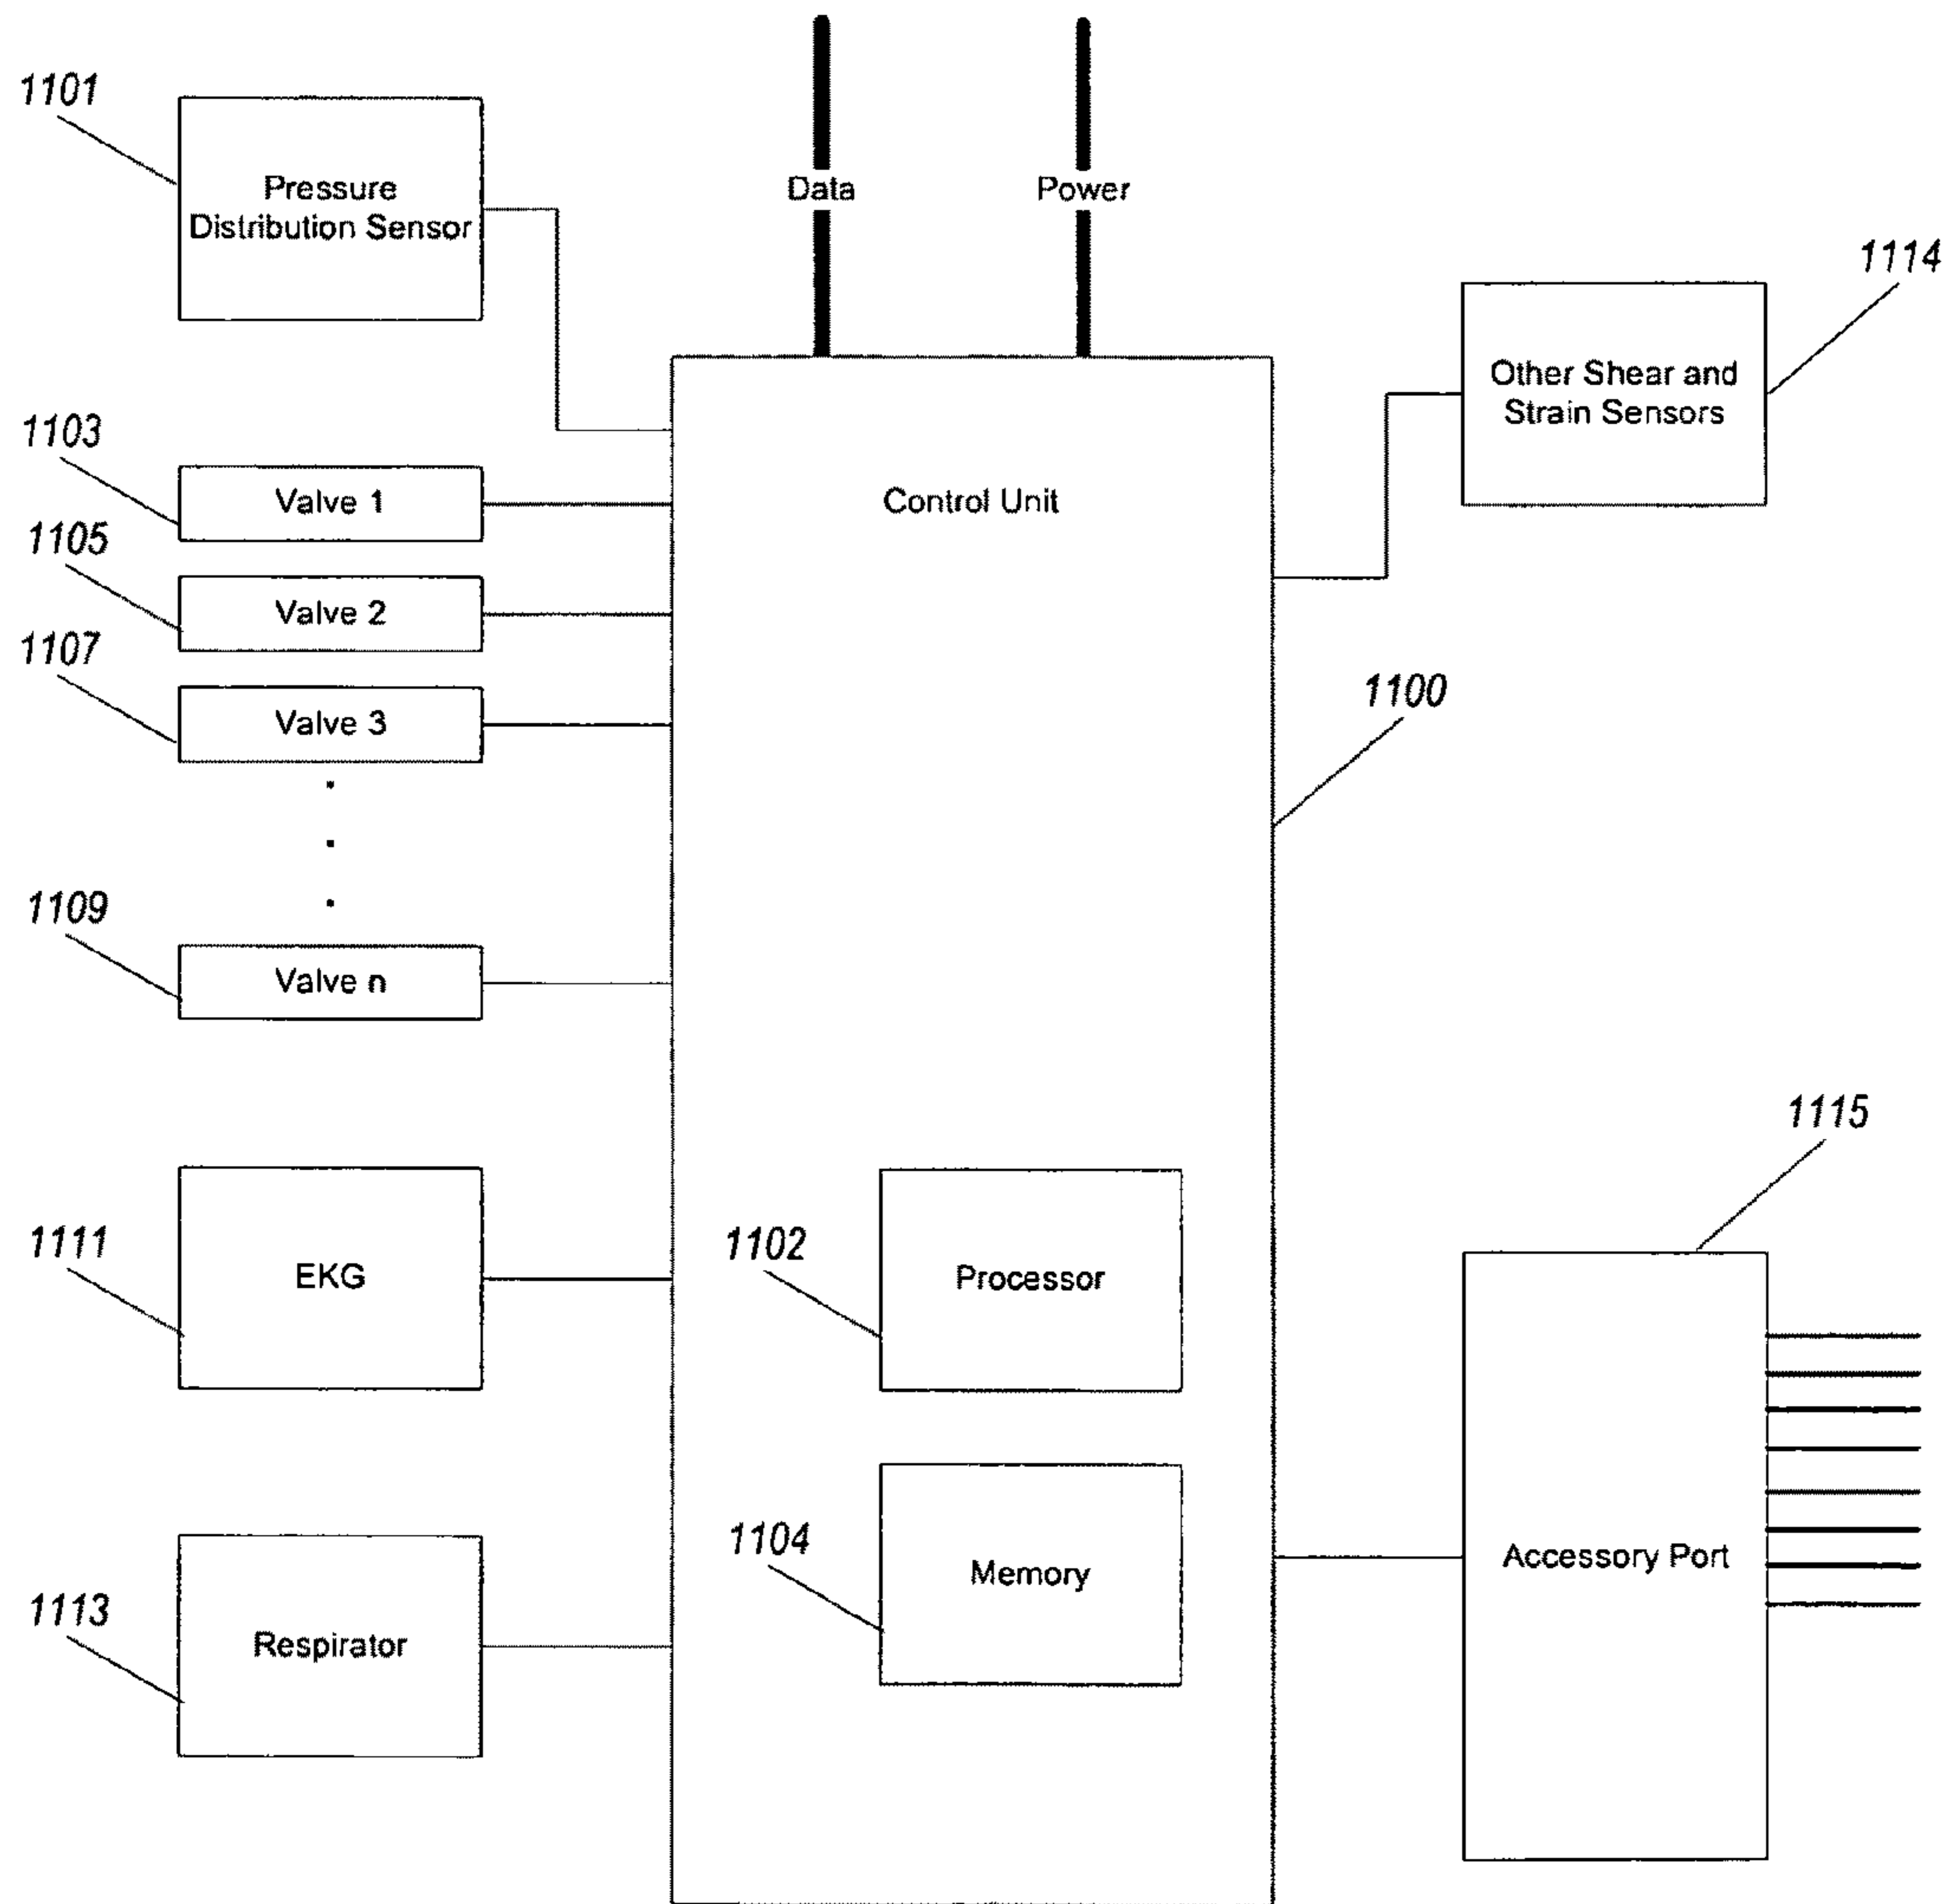 1101
Pressure
Distribution Sensor
Data
Power
1114
Other Shear and
Strain Sensors
1103
Valve 1
Control Unit
1105
Valve 2
1107
Valve 3
1100
1109
Valve n
1115
1111
EKG
1102
Processor
1113
Respirator
1104
Memory
Accessory Port